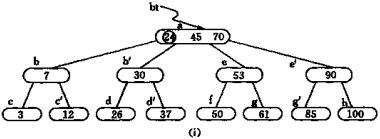 bt
a
24 45 70
b b' e e'
7 30 53 90
c c' d d' f g g' h
3 12 26 37 50 61 85 100
(i)